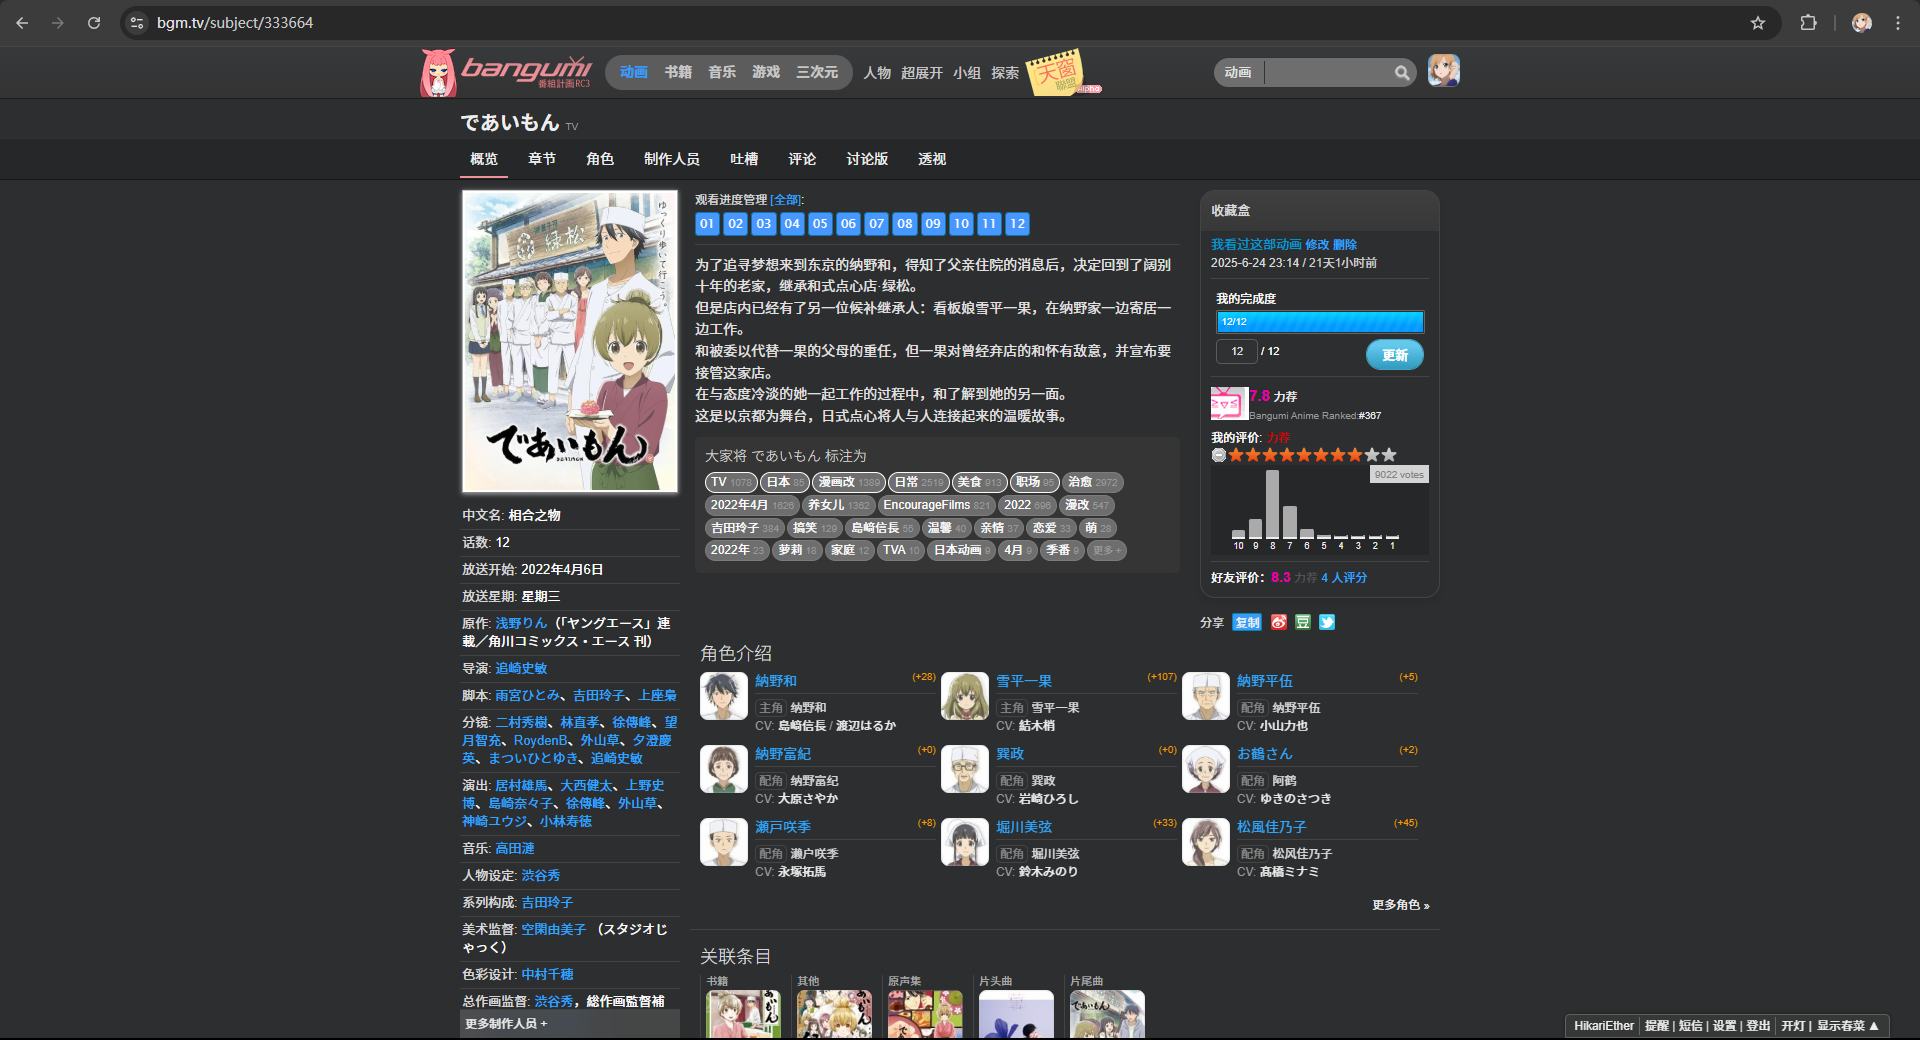 bgm.tv/subject/333664
bangumi
番組計画RC3
动画 书籍 音乐 游戏 三次元
人物 超展开 小组 探索
天窗
聯盟
alpha
动画
であいもん TV
概览 章节 角色 制作人员 吐槽 评论 讨论版 透视
ゆっくり歩いて行こう。
緑松
であいもん
中文名: 相合之物
话数: 12
放送开始: 2022年4月6日
放送星期: 星期三
原作: 浅野りん（「ヤングエース」連
載／角川コミックス・エース 刊）
导演: 追崎史敏
脚本: 雨宮ひとみ、吉田玲子、上座梟
分镜: 二村秀樹、林直孝、徐傳峰、望
月智充、RoydenB、外山草、夕澄慶
英、まついひとゆき、追崎史敏
演出: 居村雄馬、大西健太、上野史
博、島崎奈々子、徐傳峰、外山草、
神崎ユウジ、小林寿徳
音乐: 高田漣
人物设定: 渋谷秀
系列构成: 吉田玲子
美术监督: 空閑由美子 （スタジオじ
ゃっく）
色彩设计: 中村千穂
总作画监督: 渋谷秀，総作画監督補
更多制作人员 +
观看进度管理 [全部]:
01 02 03 04 05 06 07 08 09 10 11 12
为了追寻梦想来到东京的纳野和，得知了父亲住院的消息后，决定回到了阔别
十年的老家，继承和式点心店·绿松。
但是店内已经有了另一位候补继承人：看板娘雪平一果，在纳野家一边寄居一
边工作。
和被委以代替一果的父母的重任，但一果对曾经弃店的和怀有敌意，并宣布要
接管这家店。
在与态度冷淡的她一起工作的过程中，和了解到她的另一面。
这是以京都为舞台，日式点心将人与人连接起来的温暖故事。
大家将 であいもん 标注为
TV 1078 日本 85 漫画改 1389 日常 2519 美食 913 职场 95 治愈 2972
2022年4月 1626 养女儿 1362 EncourageFilms 821 2022 696 漫改 547
吉田玲子 384 搞笑 129 島﨑信長 55 温馨 40 亲情 37 恋爱 33 萌 28
2022年 23 萝莉 18 家庭 12 TVA 10 日本动画 9 4月 9 季番 9 更多 +
收藏盒
我看过这部动画 修改 删除
2025-6-24 23:14 / 21天1小时前
我的完成度
12/12
12 / 12
更新
7.8 力荐
Bangumi Anime Ranked:#367
我的评价: 力荐
9022 votes
10 9 8 7 6 5 4 3 2 1
好友评价: 8.3 力荐 4 人评分
分享 复制 豆
角色介绍
納野和 (+28)
主角 纳野和
CV: 島﨑信長 / 渡辺はるか
雪平一果 (+107)
主角 雪平一果
CV: 結木梢
納野平伍 (+5)
配角 纳野平伍
CV: 小山力也
納野富紀 (+0)
配角 纳野富纪
CV: 大原さやか
巽政 (+0)
配角 巽政
CV: 岩崎ひろし
お鶴さん (+2)
配角 阿鹤
CV: ゆきのさつき
瀬戸咲季 (+8)
配角 濑户咲季
CV: 永塚拓馬
堀川美弦 (+33)
配角 堀川美弦
CV: 鈴木みのり
松風佳乃子 (+45)
配角 松风佳乃子
CV: 髙橋ミナミ
更多角色 »
关联条目
书籍 其他 原声集 片头曲 片尾曲
HikariEther 提醒 | 短信 | 设置 | 登出 开灯 | 显示春菜 ▲